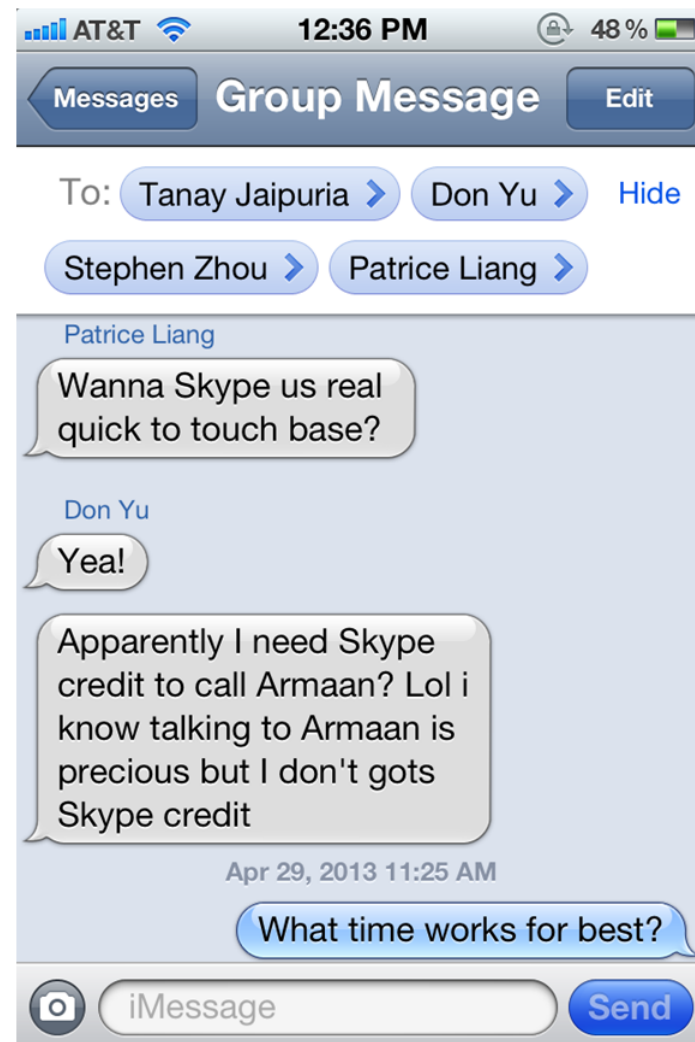 AT&T 12:36 PM 48%
Messages Group Message Edit
To: Tanay Jaipuria Don Yu Hide
Stephen Zhou Patrice Liang
Patrice Liang
Wanna Skype us real
quick to touch base?
Don Yu
Yea!
Apparently I need Skype
credit to call Armaan? Lol i
know talking to Armaan is
precious but I don't gots
Skype credit
Apr 29, 2013 11:25 AM
What time works for best?
iMessage Send